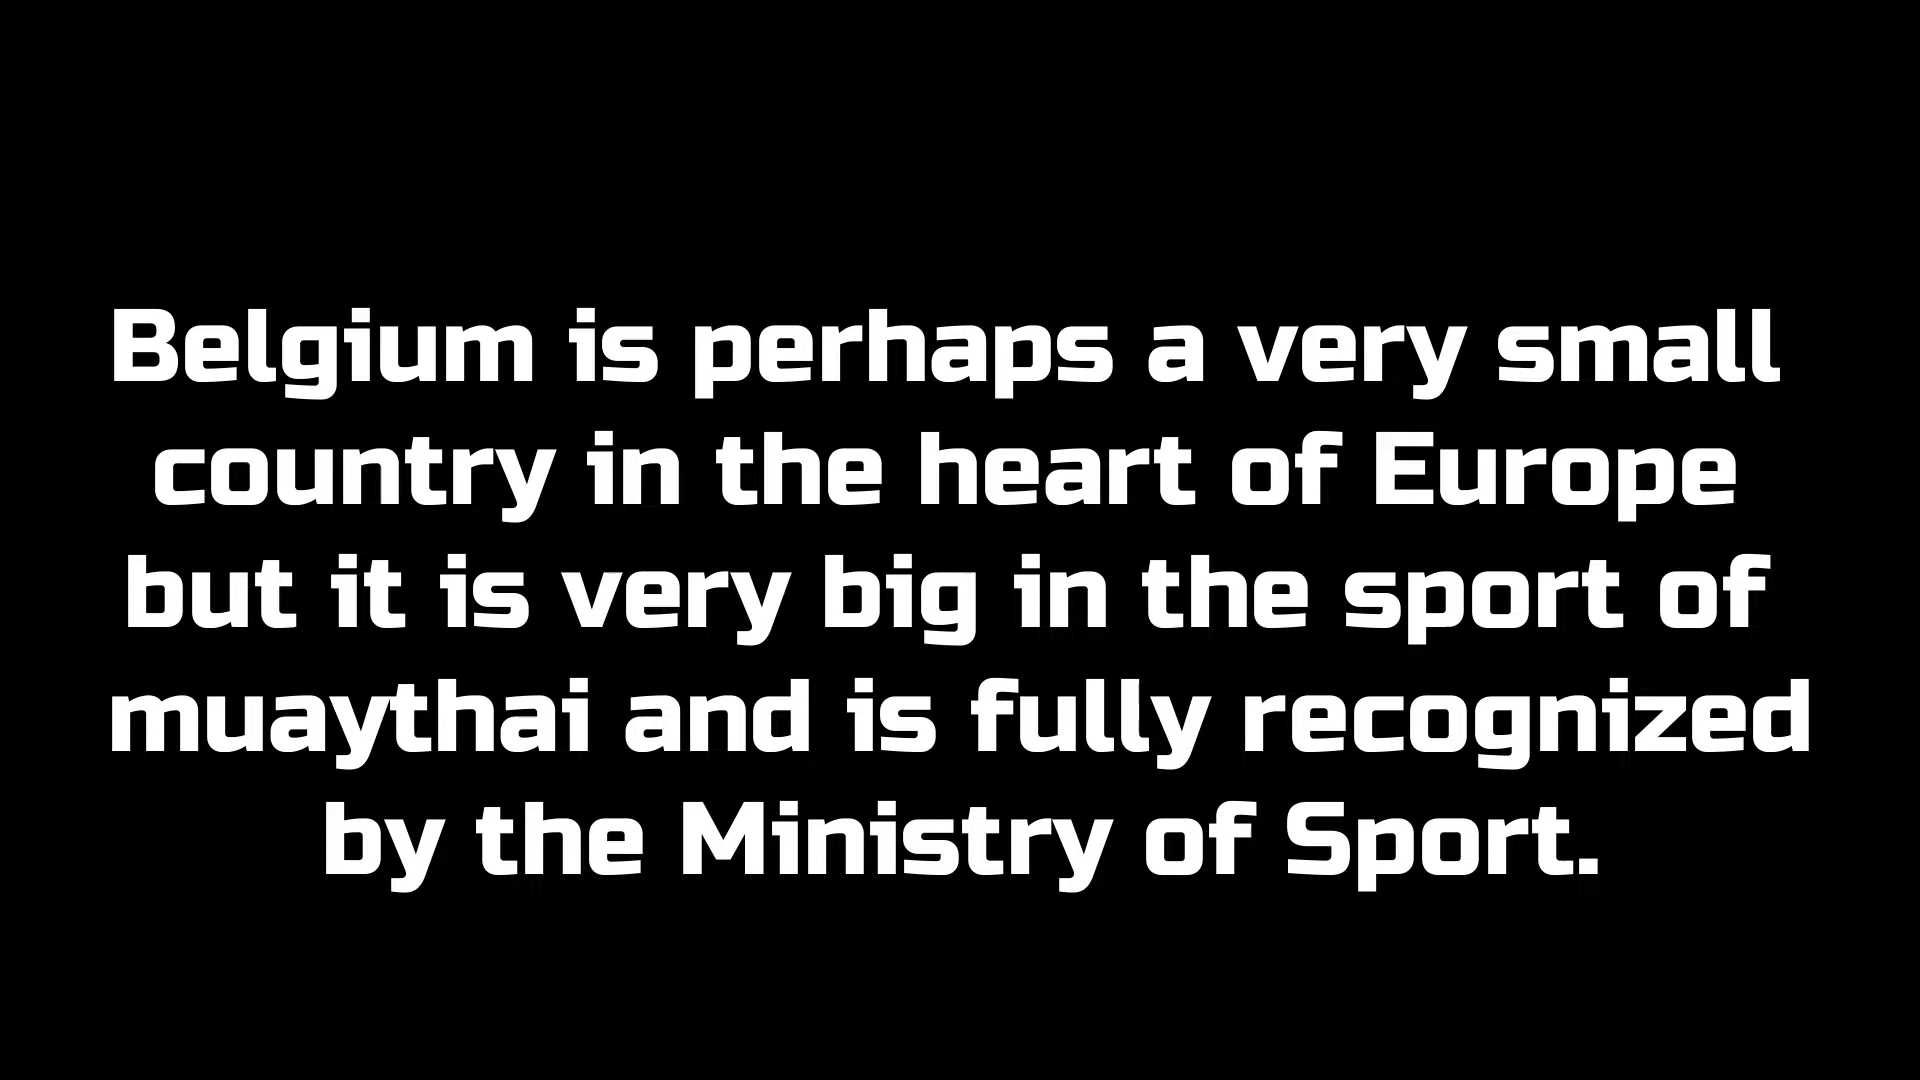 Belgium is perhaps a very small
country in the heart of Europe
but it is very big in the sport of
muaythai and is fully recognized
by the Ministry of Sport.